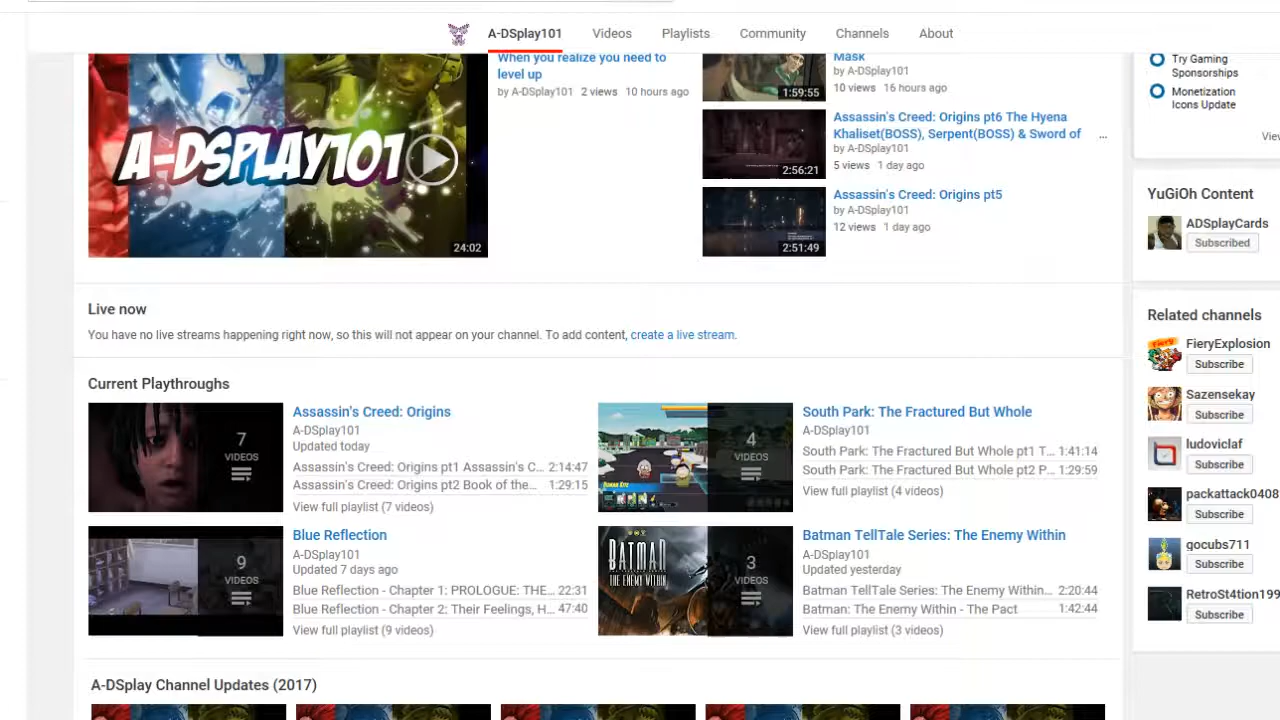 A-DSplay101 Videos Playlists Community Channels About
A-DSPLAY101
24:02
When you realize you need to
level up
by A-DSplay101 2 views 10 hours ago
1:59:55
Mask
by A-DSplay101
10 views 16 hours ago
2:56:21
Assassin's Creed: Origins pt6 The Hyena
Khaliset(BOSS), Serpent(BOSS) & Sword of ...
by A-DSplay101
5 views 1 day ago
2:51:49
Assassin's Creed: Origins pt5
by A-DSplay101
12 views 1 day ago
Try Gaming
Sponsorships
Monetization
Icons Update
YuGiOh Content
ADSplayCards
Subscribed
Live now
You have no live streams happening right now, so this will not appear on your channel. To add content, create a live stream.
Current Playthroughs
7
VIDEOS
Assassin's Creed: Origins
A-DSplay101
Updated today
Assassin's Creed: Origins pt1 Assassin's C... 2:14:47
Assassin's Creed: Origins pt2 Book of the... 1:29:15
View full playlist (7 videos)
4
VIDEOS
South Park: The Fractured But Whole
A-DSplay101
South Park: The Fractured But Whole pt1 T... 1:41:14
South Park: The Fractured But Whole pt2 P... 1:29:59
View full playlist (4 videos)
9
VIDEOS
Blue Reflection
A-DSplay101
Updated 7 days ago
Blue Reflection - Chapter 1: PROLOGUE: THE... 22:31
Blue Reflection - Chapter 2: Their Feelings, H... 47:40
View full playlist (9 videos)
BATMAN
THE ENEMY WITHIN
3
VIDEOS
Batman TellTale Series: The Enemy Within
A-DSplay101
Updated yesterday
Batman TellTale Series: The Enemy Within... 2:20:44
Batman: The Enemy Within - The Pact 1:42:44
View full playlist (3 videos)
Related channels
FieryExplosion
Subscribe
Sazensekay
Subscribe
ludoviclaf
Subscribe
packattack0408
Subscribe
gocubs711
Subscribe
RetroSt4tion199
Subscribe
A-DSplay Channel Updates (2017)